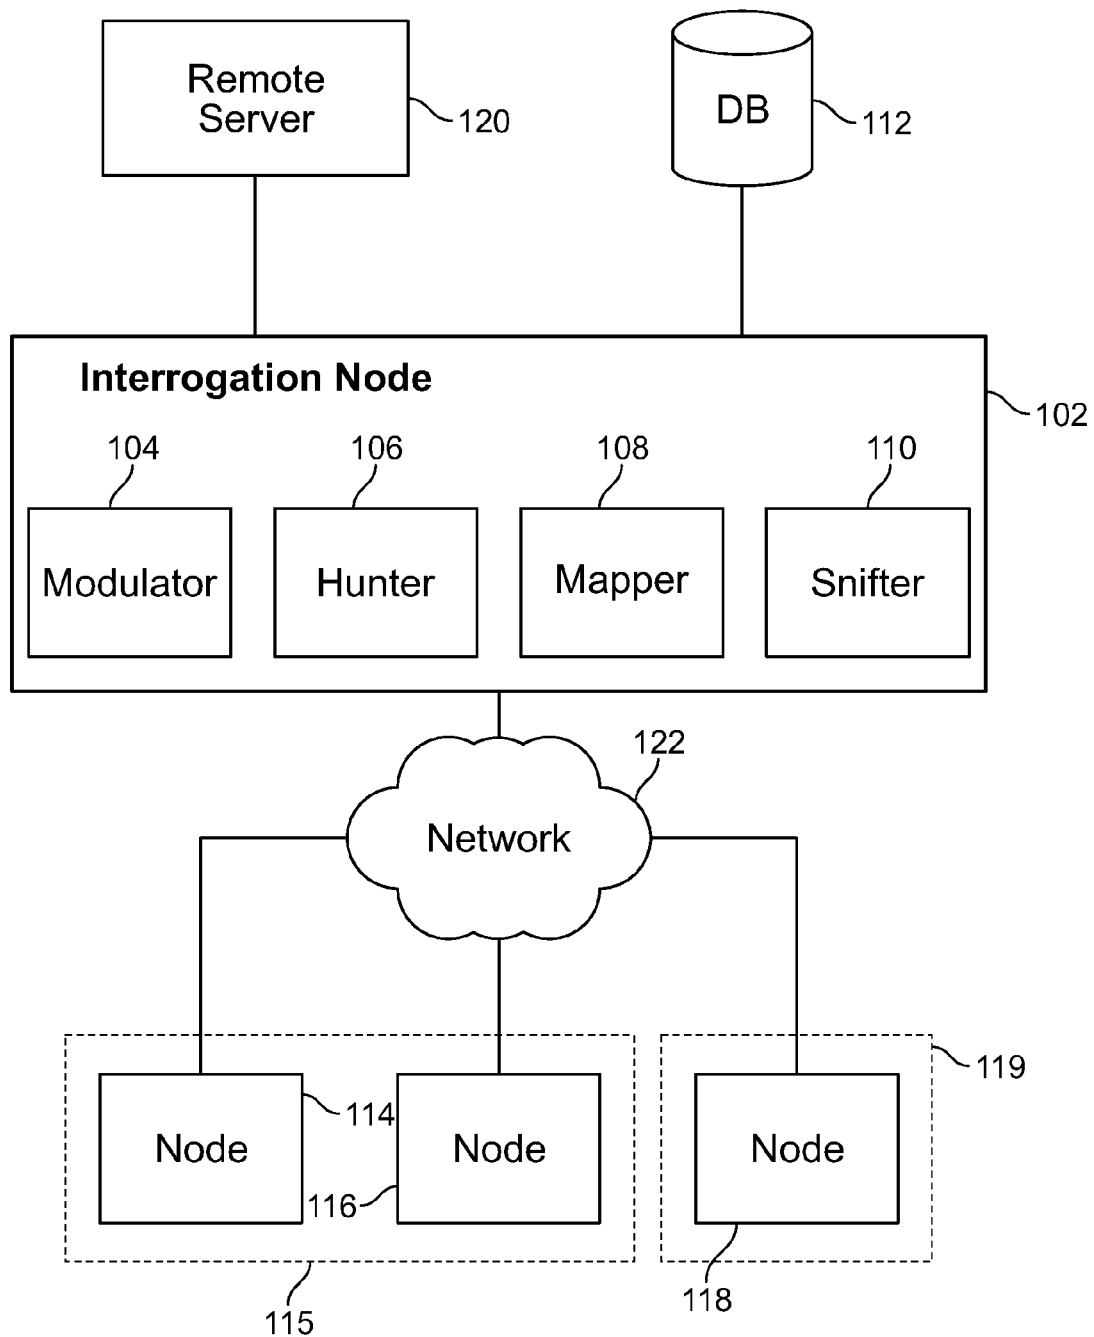 Remote
Server
120
DB
112
Interrogation Node
102
104
106
108
110
Modulator
Hunter
Mapper
Snifter
122
Network
119
114
Node
Node
Node
116
118
115